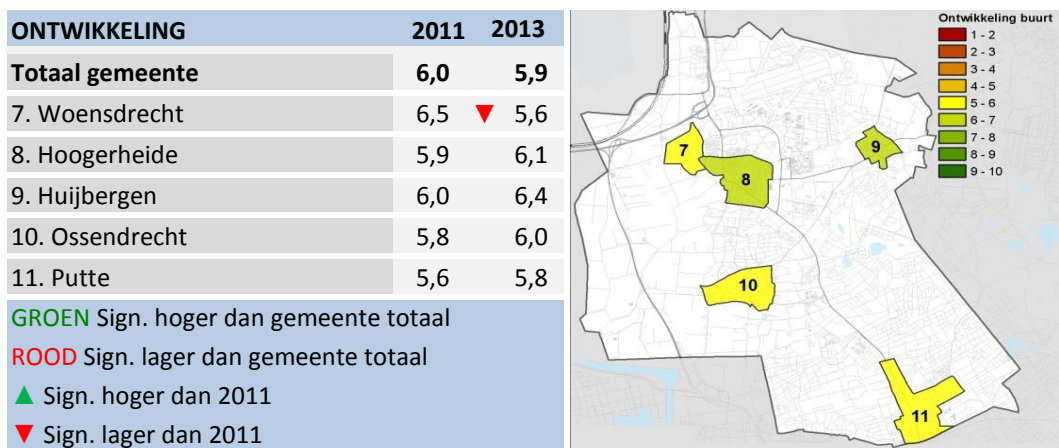 ONTWIKKELING 2011 2013
Totaal gemeente 6,0 5,9
7. Woensdrecht 6,5 ▼ 5,6
8. Hoogerheide 5,9 6,1
9. Huijbergen 6,0 6,4
10. Ossendrecht 5,8 6,0
11. Putte 5,6 5,8
GROEN Sign. hoger dan gemeente totaal
ROOD Sign. lager dan gemeente totaal
▲ Sign. hoger dan 2011
▼ Sign. lager dan 2011
Ontwikkeling buurt
1 - 2
2 - 3
3 - 4
4 - 5
5 - 6
6 - 7
7 - 8
8 - 9
9 - 10
7
8
9
10
11